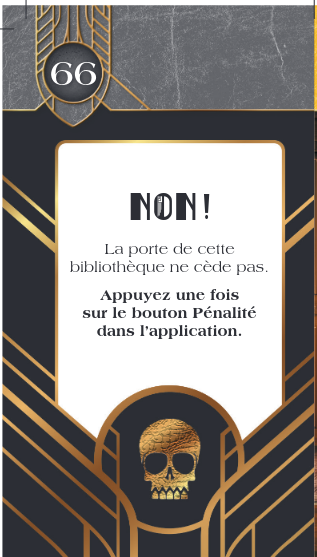 66
NON !
La porte de cette
bibliothèque ne cède pas.
Appuyez une fois
sur le bouton Pénalité
dans l'application.